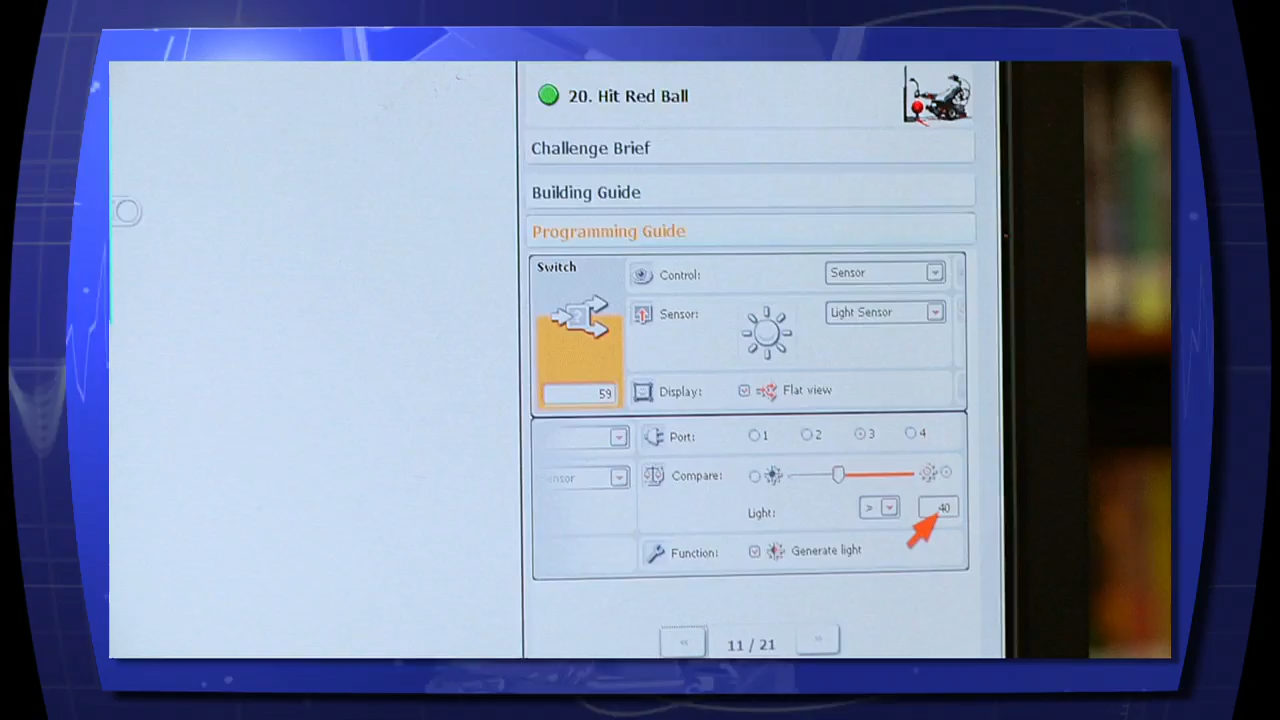 20. Hit Red Ball
Challenge Brief
Building Guide
Programming Guide
Switch
Control:
Sensor
Sensor:
Light Sensor
59
Display:
Flat view
Port:
1
2
3
4
ensor
Compare:
Light:
>
40
Function:
Generate light
<<
11 / 21